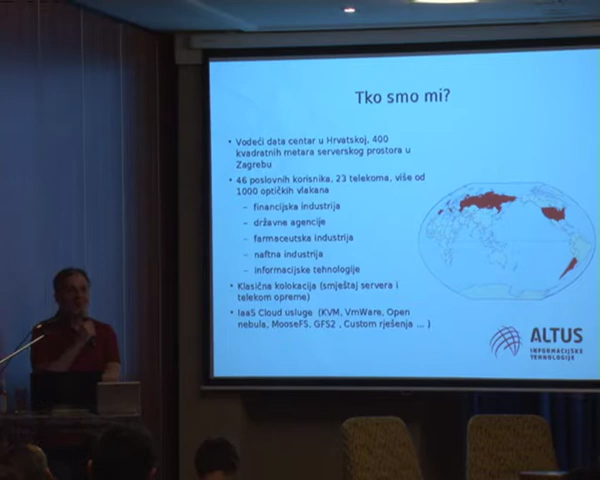 Tko smo mi?
• Vodeći data centar u Hrvatskoj, 400
kvadratnih metara serverskog prostora u
Zagrebu
• 46 poslovnih korisnika, 23 telekoma, više od
1000 optičkih vlakana
– financijska industrija
– državne agencije
– farmaceutska industrija
– naftna industrija
– informacijske tehnologije
• Klasična kolokacija (smještaj servera i
telekom opreme)
• IaaS Cloud usluge (KVM, VmWare, Open
nebula, MooseFS, GFS2 , Custom rješenja ... )
ALTUS
INFORMACIJSKE
TEHNOLOGIJE